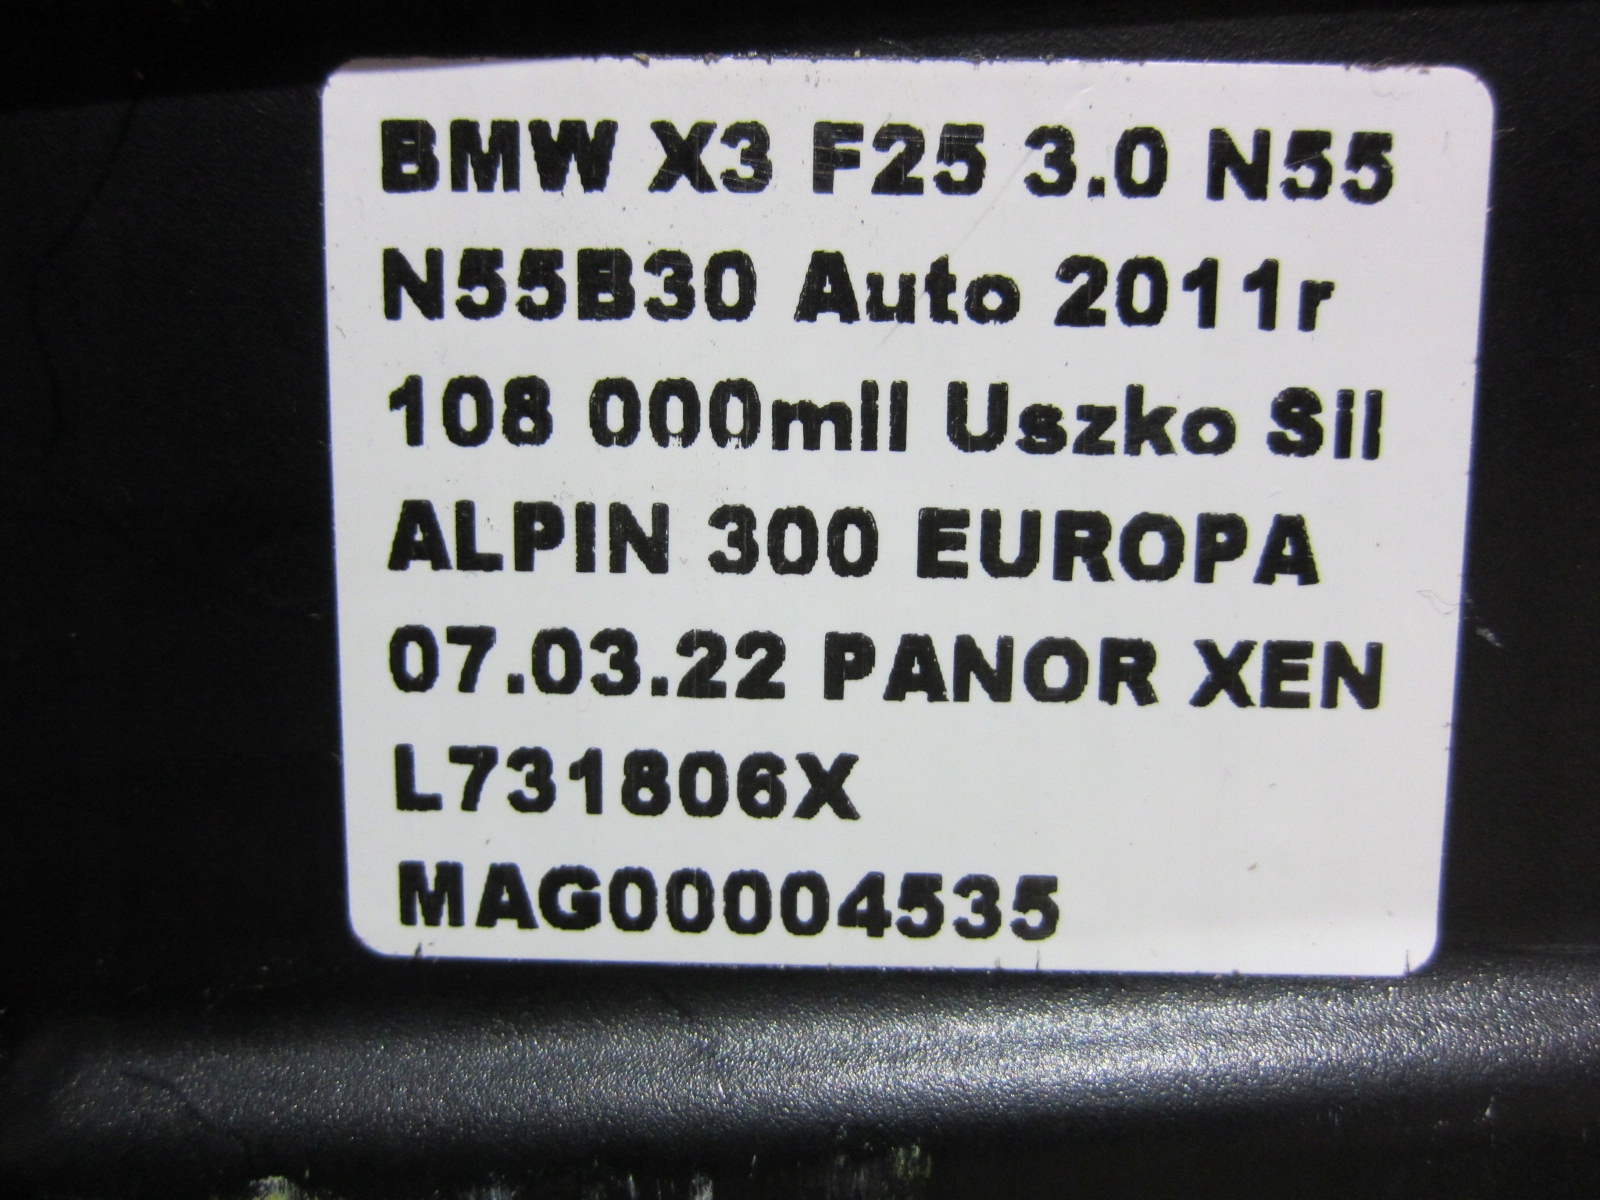 BMW X3 F25 3.0 N55
N55B30 Auto 2011r
108 000mil Uszko Sil
ALPIN 300 EUROPA
07.03.22 PANOR XEN
L731806X
MAG00004535